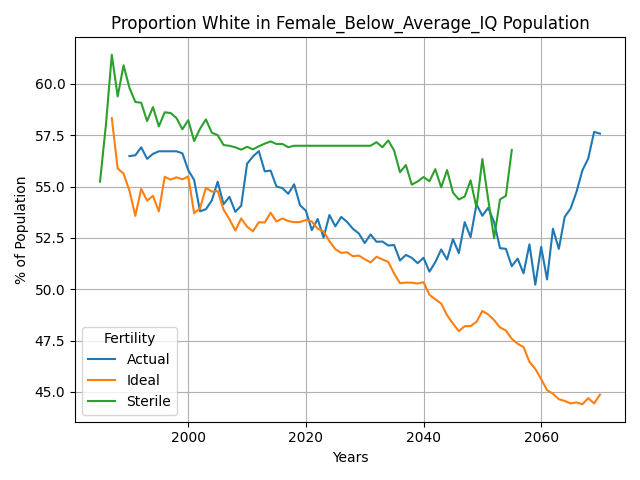 Proportion White in Female_Below_Average_IQ Population
% of Population
60.0
57.5
55.0
52.5
50.0
47.5
45.0
Fertility
Actual
Ideal
Sterile
2000
2020
2040
2060
Years